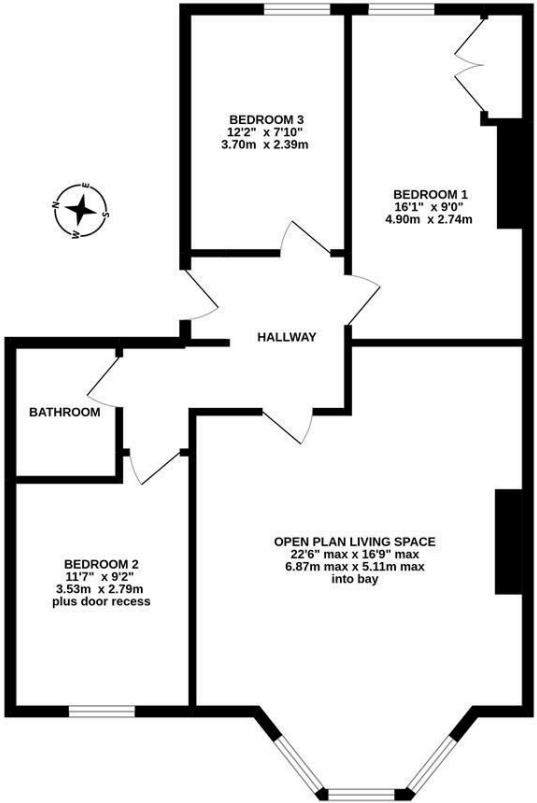 BEDROOM 3
12'2" x 7'10"
3.70m x 2.39m
BEDROOM 1
16'1" x 9'0"
4.90m x 2.74m
N
E
S
W
HALLWAY
BATHROOM
OPEN PLAN LIVING SPACE
22'6" max x 16'9" max
6.87m max x 5.11m max
into bay
BEDROOM 2
11'7" x 9'2"
3.53m x 2.79m
plus door recess